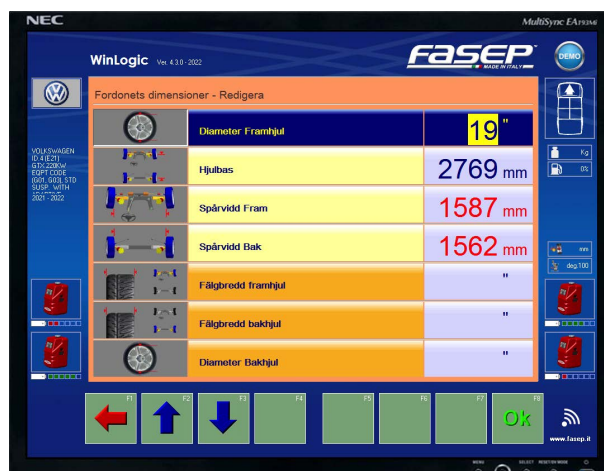 NEC
MultiSync EA193Mi
WinLogic Ver. 4.3.0 - 2022
FASEP
MADE IN ITALY
DEMO
Fordonets dimensioner - Redigera
Diameter Framhjul 19 "
Hjulbas 2769 mm
Spårvidd Fram 1587 mm
Spårvidd Bak 1562 mm
Fälgbredd framhjul "
Fälgbredd bakhjul "
Diameter Bakhjul "
VOLKSWAGEN
ID.4 (E21)
GTX 220KW
EQPT CODE
(G01, G03), STD
SUSP. WITH
2021 - 2022
Kg
0%
mm
deg.100
F1 F2 F3 F4 F5 F6 F7 F8
Ok
www.fasep.it
MENU
SELECT